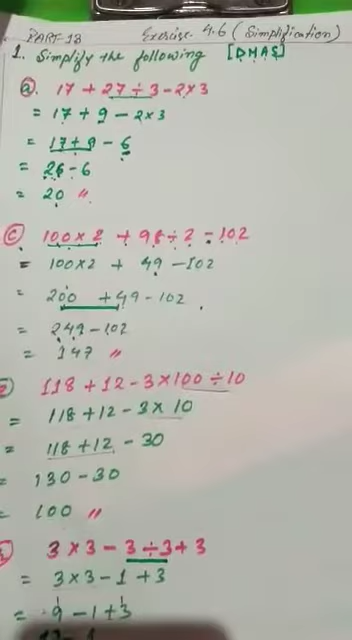 PART-13 Exercise 4.6 (Simplification)
1. Simplify the following [DMAS]
a. 17 + 27 ÷ 3 - 2×3
= 17 + 9 - 2×3
= 17+9 - 6
= 26 - 6
= 20 "
c 100×2 + 98 ÷ 2 - 102
= 100×2 + 49 - 102
= 200 + 49 - 102
= 249 - 102
= 147 "
118 + 12 - 3×100 ÷ 10
= 118 + 12 - 3 × 10
= 118 + 12 - 30
= 130 - 30
= 100 "
3 × 3 - 3 ÷ 3 + 3
= 3 × 3 - 1 + 3
= 9 - 1 + 3